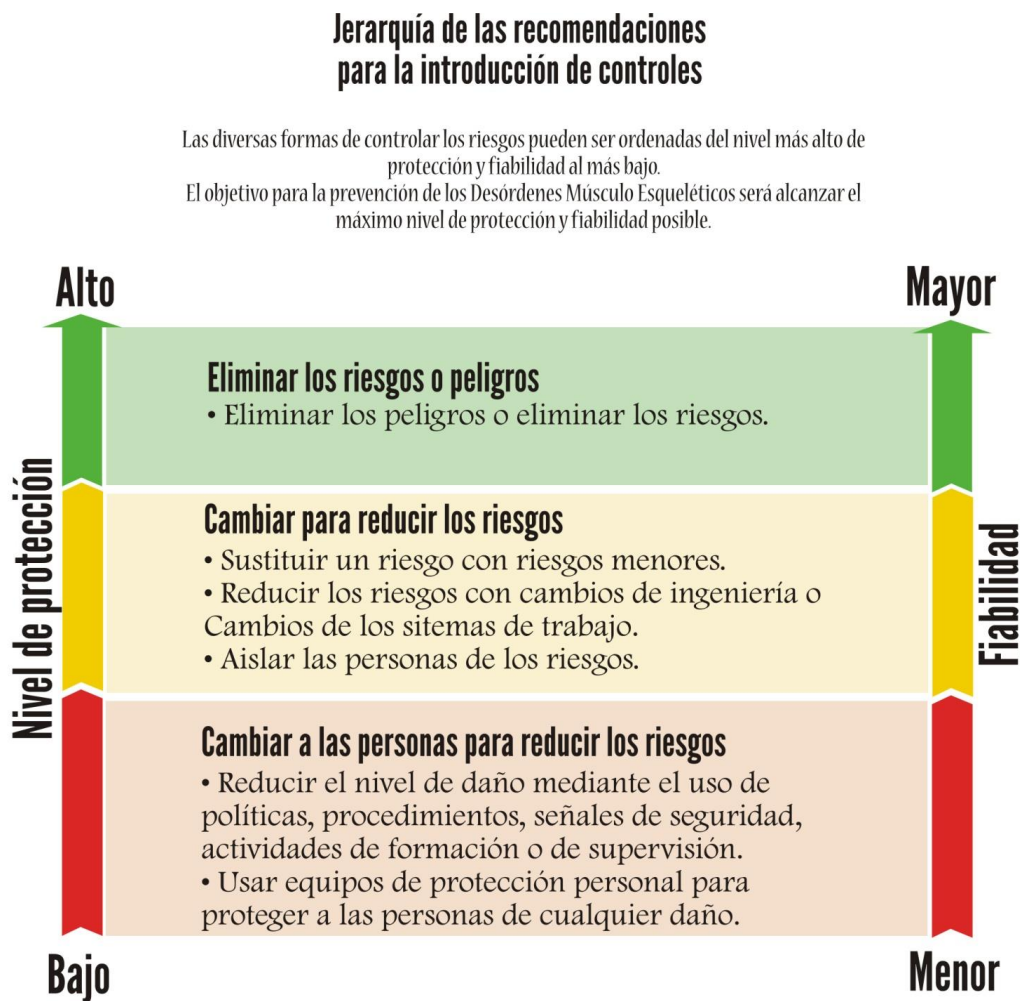 Jerarquía de las recomendaciones
para la introducción de controles
Las diversas formas de controlar los riesgos pueden ser ordenadas del nivel más alto de
protección y fiabilidad al más bajo.
El objetivo para la prevención de los Desórdenes Músculo Esqueléticos será alcanzar el
máximo nivel de protección y fiabilidad posible.
Alto
Mayor
Nivel de protección
Fiabilidad
Eliminar los riesgos o peligros
• Eliminar los peligros o eliminar los riesgos.
Cambiar para reducir los riesgos
• Sustituir un riesgo con riesgos menores.
• Reducir los riesgos con cambios de ingeniería o
Cambios de los sitemas de trabajo.
• Aislar las personas de los riesgos.
Cambiar a las personas para reducir los riesgos
• Reducir el nivel de daño mediante el uso de
políticas, procedimientos, señales de seguridad,
actividades de formación o de supervisión.
• Usar equipos de protección personal para
proteger a las personas de cualquier daño.
Bajo
Menor